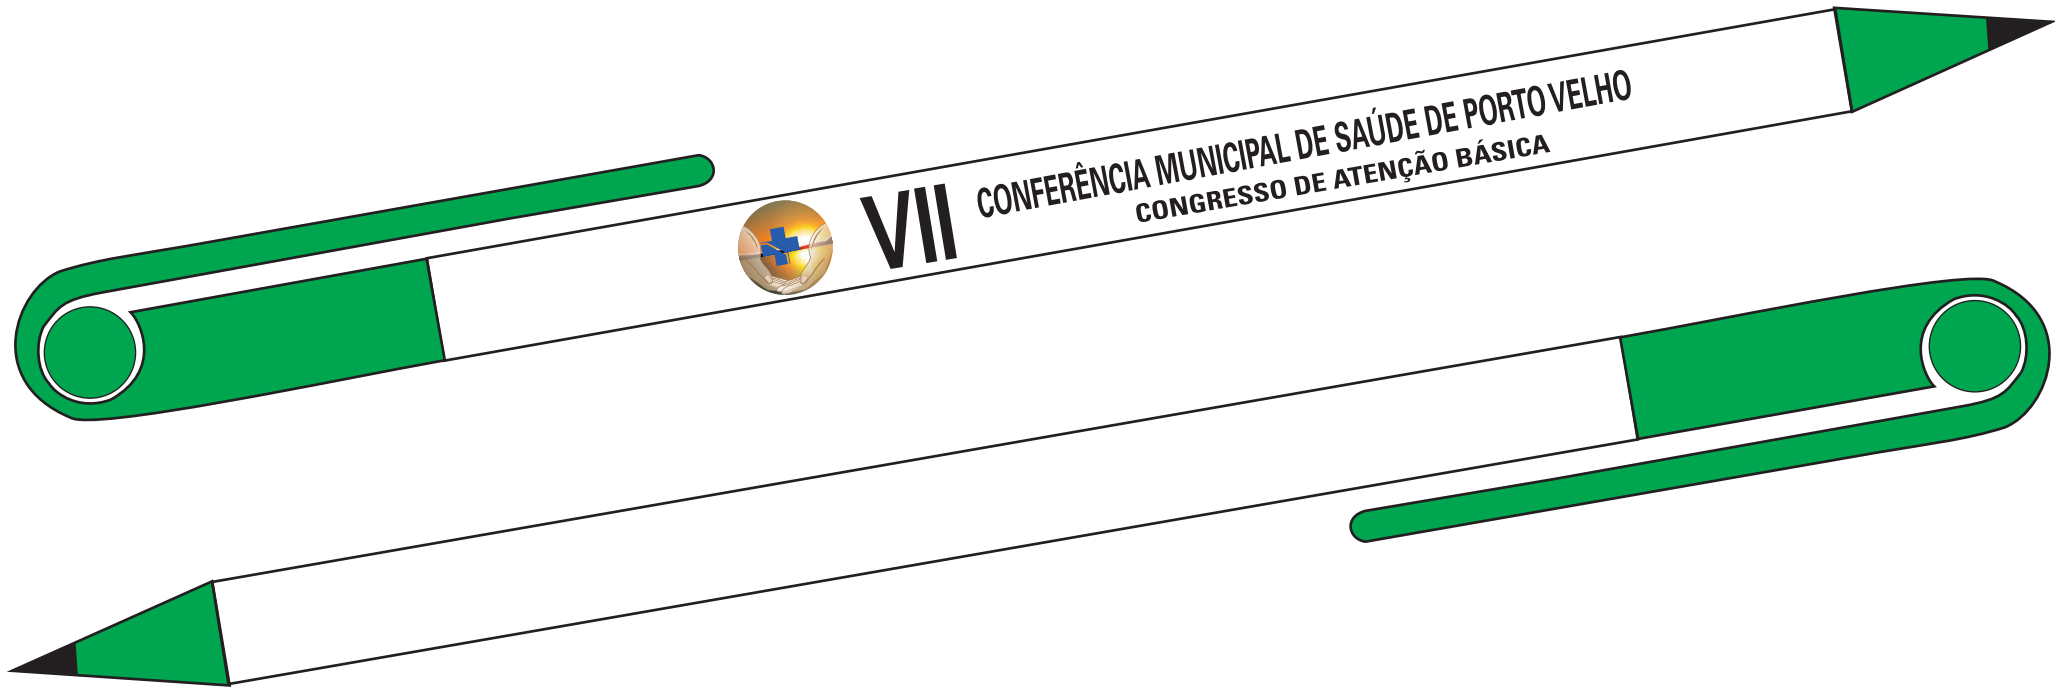 VII CONFERÊNCIA MUNICIPAL DE SAÚDE DE PORTO VELHO
CONGRESSO DE ATENÇÃO BÁSICA